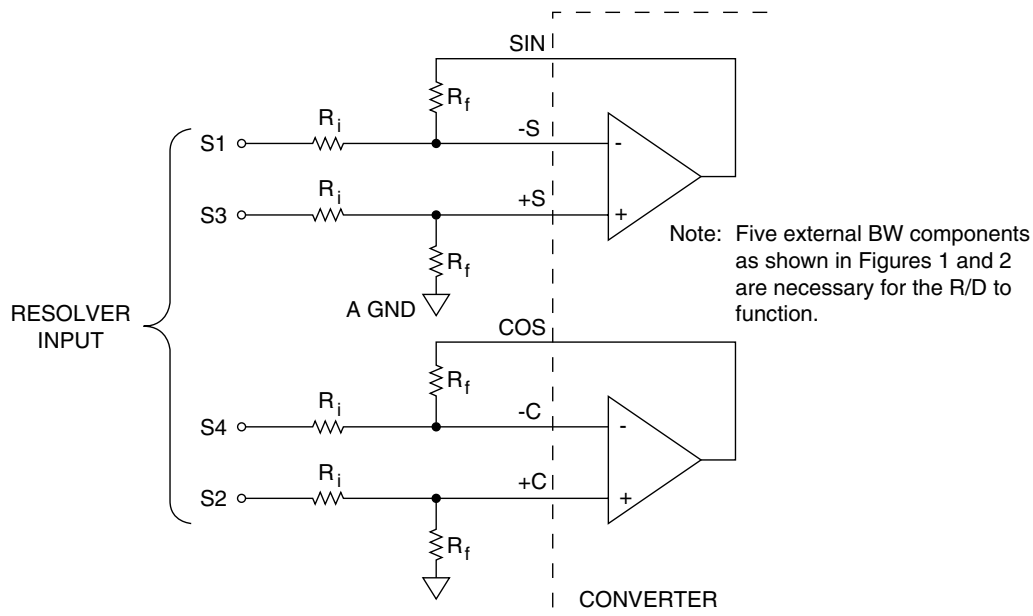 SIN
R_f
R_i
S1
-S
-
R_i
S3
+S
+
R_f
A GND
Note: Five external BW components
as shown in Figures 1 and 2
are necessary for the R/D to
function.
RESOLVER
INPUT
COS
R_f
R_i
S4
-C
-
R_i
S2
+C
+
R_f
CONVERTER